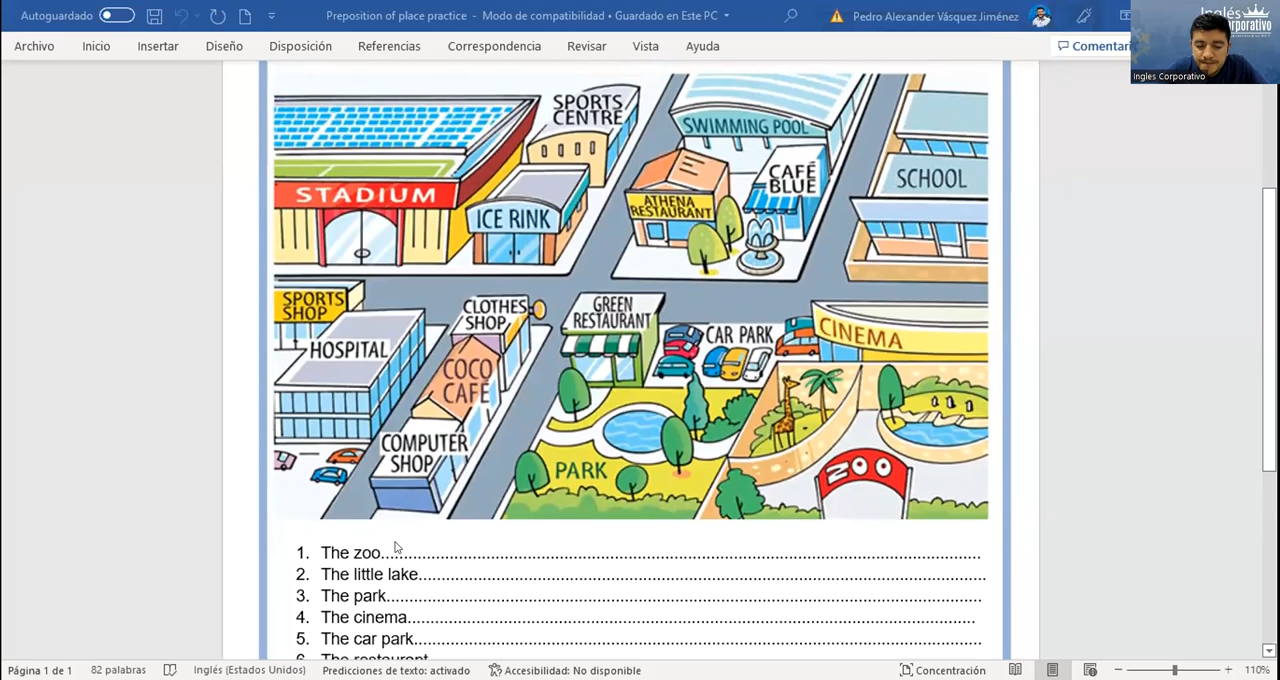 Autoguardado
Preposition of place practice - Modo de compatibilidad • Guardado en Este PC
Pedro Alexander Vásquez Jiménez
Inglés
Corporativo
Archivo Inicio Insertar Diseño Disposición Referencias Correspondencia Revisar Vista Ayuda
Comentari
Ingles Corporativo
SPORTS
CENTRE
SWIMMING POOL
STADIUM
ICE RINK
ATHENA
RESTAURANT
CAFÉ
BLUE
SCHOOL
SPORTS
SHOP
CLOTHES
SHOP
GREEN
RESTAURANT
CAR PARK
CINEMA
HOSPITAL
COCO
CAFÉ
COMPUTER
SHOP
PARK
ZOO
1. The zoo..........................................................................................................................
2. The little lake..................................................................................................................
3. The park.........................................................................................................................
4. The cinema....................................................................................................................
5. The car park...................................................................................................................
6. The restaurant
Página 1 de 1 82 palabras Inglés (Estados Unidos) Predicciones de texto: activado Accesibilidad: No disponible Concentración 110%